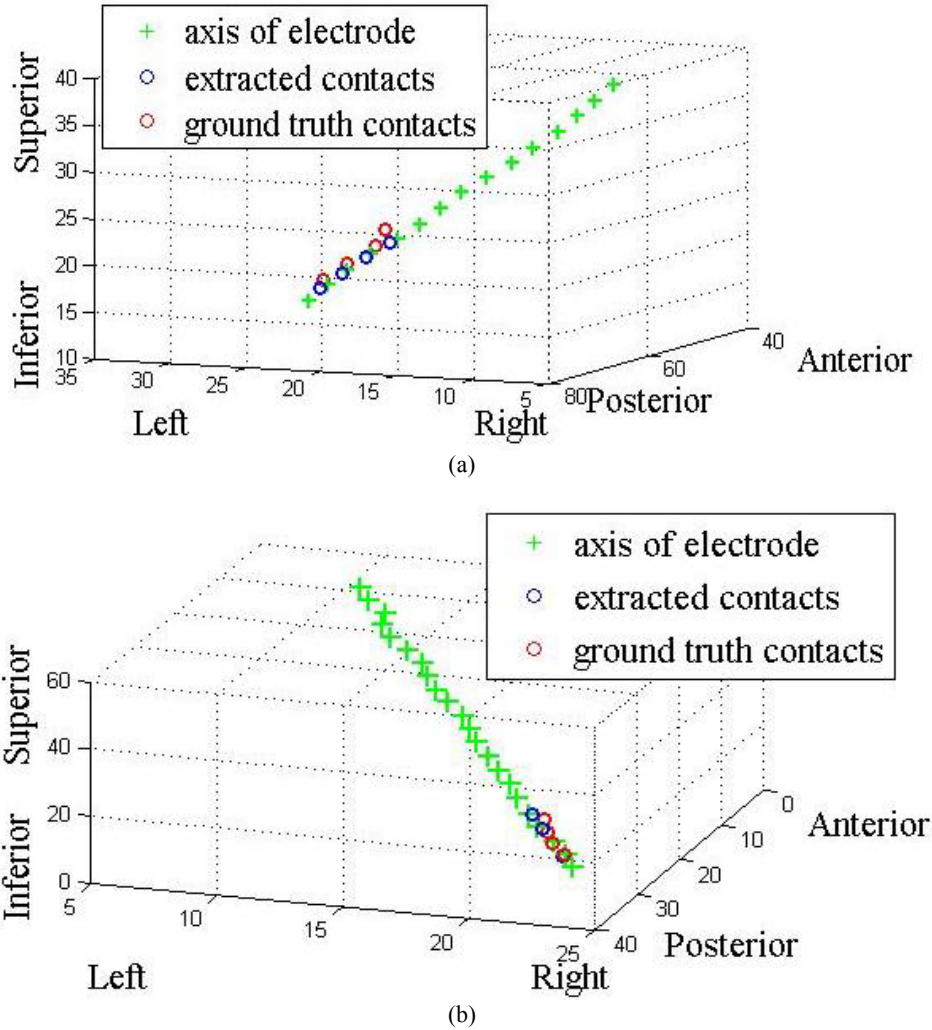 axis of electrode
extracted contacts
ground truth contacts
Superior
Inferior
40
35
30
25
20
15
10
35
30
25
20
15
10
5
80
60
40
Left
Right
Posterior
Anterior
(a)
axis of electrode
extracted contacts
ground truth contacts
Superior
Inferior
60
40
20
0
5
10
15
20
25
40
30
20
10
0
Left
Right
Posterior
Anterior
(b)